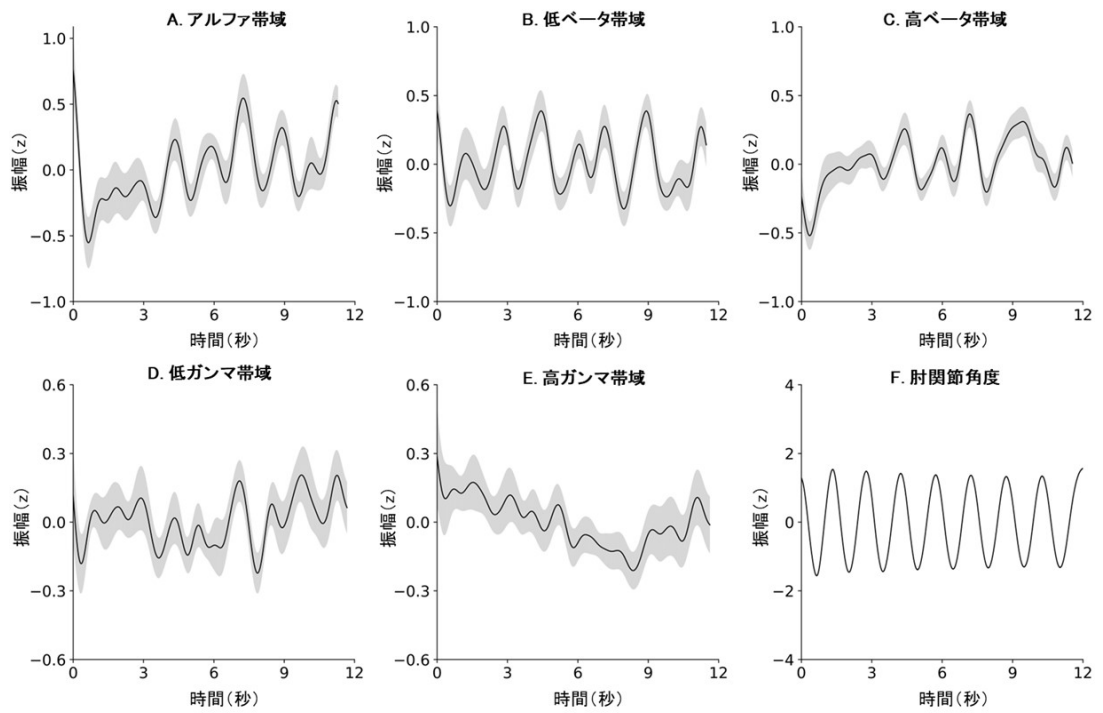 A. アルファ帯域
B. 低ベータ帯域
C. 高ベータ帯域
1.0
0.5
0.0
−0.5
−1.0
振幅(z)
0 3 6 9 12
時間(秒)
1.0
0.5
0.0
−0.5
−1.0
振幅(z)
0 3 6 9 12
時間(秒)
1.0
0.5
0.0
−0.5
−1.0
振幅(z)
0 3 6 9 12
時間(秒)
D. 低ガンマ帯域
E. 高ガンマ帯域
F. 肘関節角度
0.6
0.3
0.0
−0.3
−0.6
振幅(z)
0 3 6 9 12
時間(秒)
0.6
0.3
0.0
−0.3
−0.6
振幅(z)
0 3 6 9 12
時間(秒)
4
2
0
−2
−4
振幅(z)
0 3 6 9 12
時間(秒)